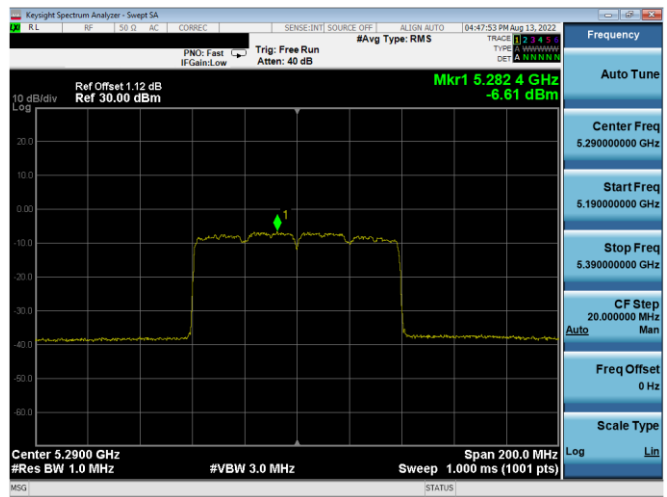 Keysight Spectrum Analyzer - Swept SA
RL RF 50 Ω AC CORREC SENSE:INT SOURCE OFF ALIGN AUTO 04:47:53 PM Aug 13, 2022
#Avg Type: RMS
TRACE 1 2 3 4 5 6
PNO: Fast Trig: Free Run
TYPE A WWWWW
IFGain:Low Atten: 40 dB
DET A N N N N N
Mkr1 5.282 4 GHz
-6.61 dBm
Ref Offset 1.12 dB
10 dB/div Ref 30.00 dBm
Log
20.0
10.0
0.00
1
-10.0
-20.0
-30.0
-40.0
-50.0
-60.0
Center 5.2900 GHz Span 200.0 MHz
#Res BW 1.0 MHz #VBW 3.0 MHz Sweep 1.000 ms (1001 pts)
MSG STATUS
Frequency
Auto Tune
Center Freq
5.290000000 GHz
Start Freq
5.190000000 GHz
Stop Freq
5.390000000 GHz
CF Step
20.000000 MHz
Auto Man
Freq Offset
0 Hz
Scale Type
Log Lin